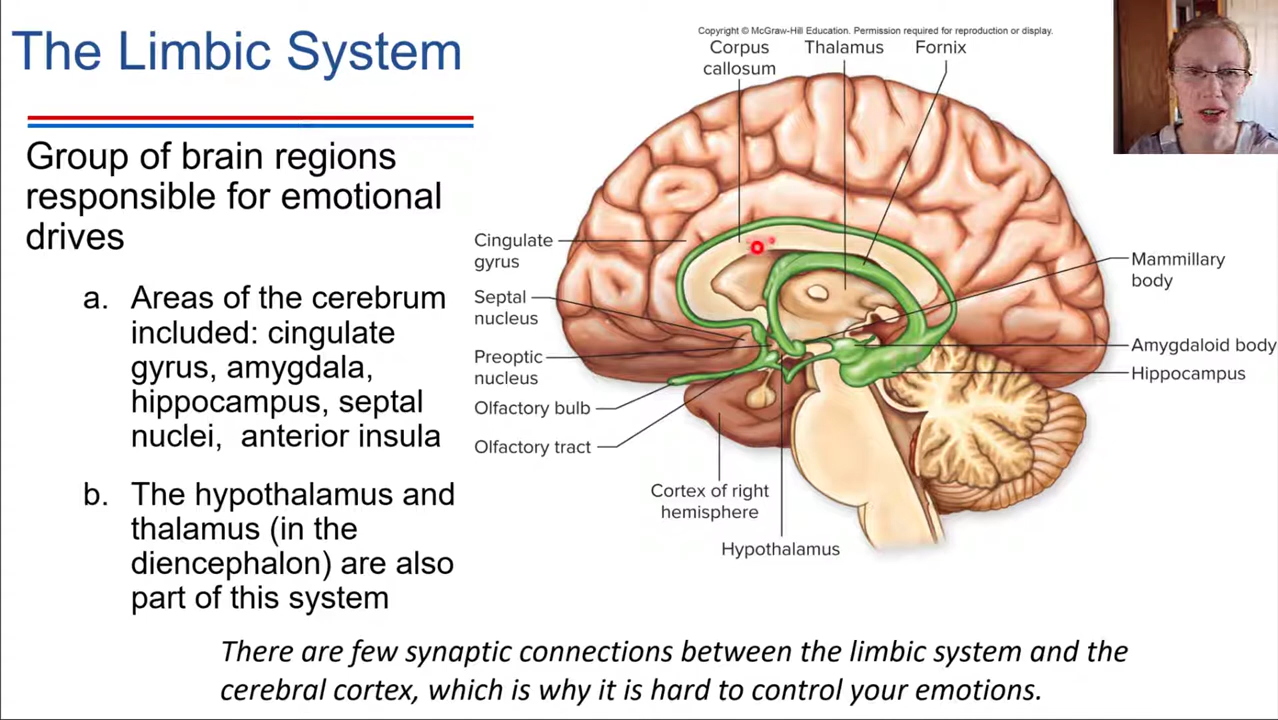 The Limbic System
Group of brain regions
responsible for emotional
drives
a. Areas of the cerebrum
included: cingulate
gyrus, amygdala,
hippocampus, septal
nuclei, anterior insula
b. The hypothalamus and
thalamus (in the
diencephalon) are also
part of this system
Copyright © McGraw-Hill Education. Permission required for reproduction or display.
Corpus
callosum
Thalamus
Fornix
Cingulate
gyrus
Septal
nucleus
Preoptic
nucleus
Olfactory bulb
Olfactory tract
Cortex of right
hemisphere
Hypothalamus
Mammillary
body
Amygdaloid body
Hippocampus
There are few synaptic connections between the limbic system and the
cerebral cortex, which is why it is hard to control your emotions.